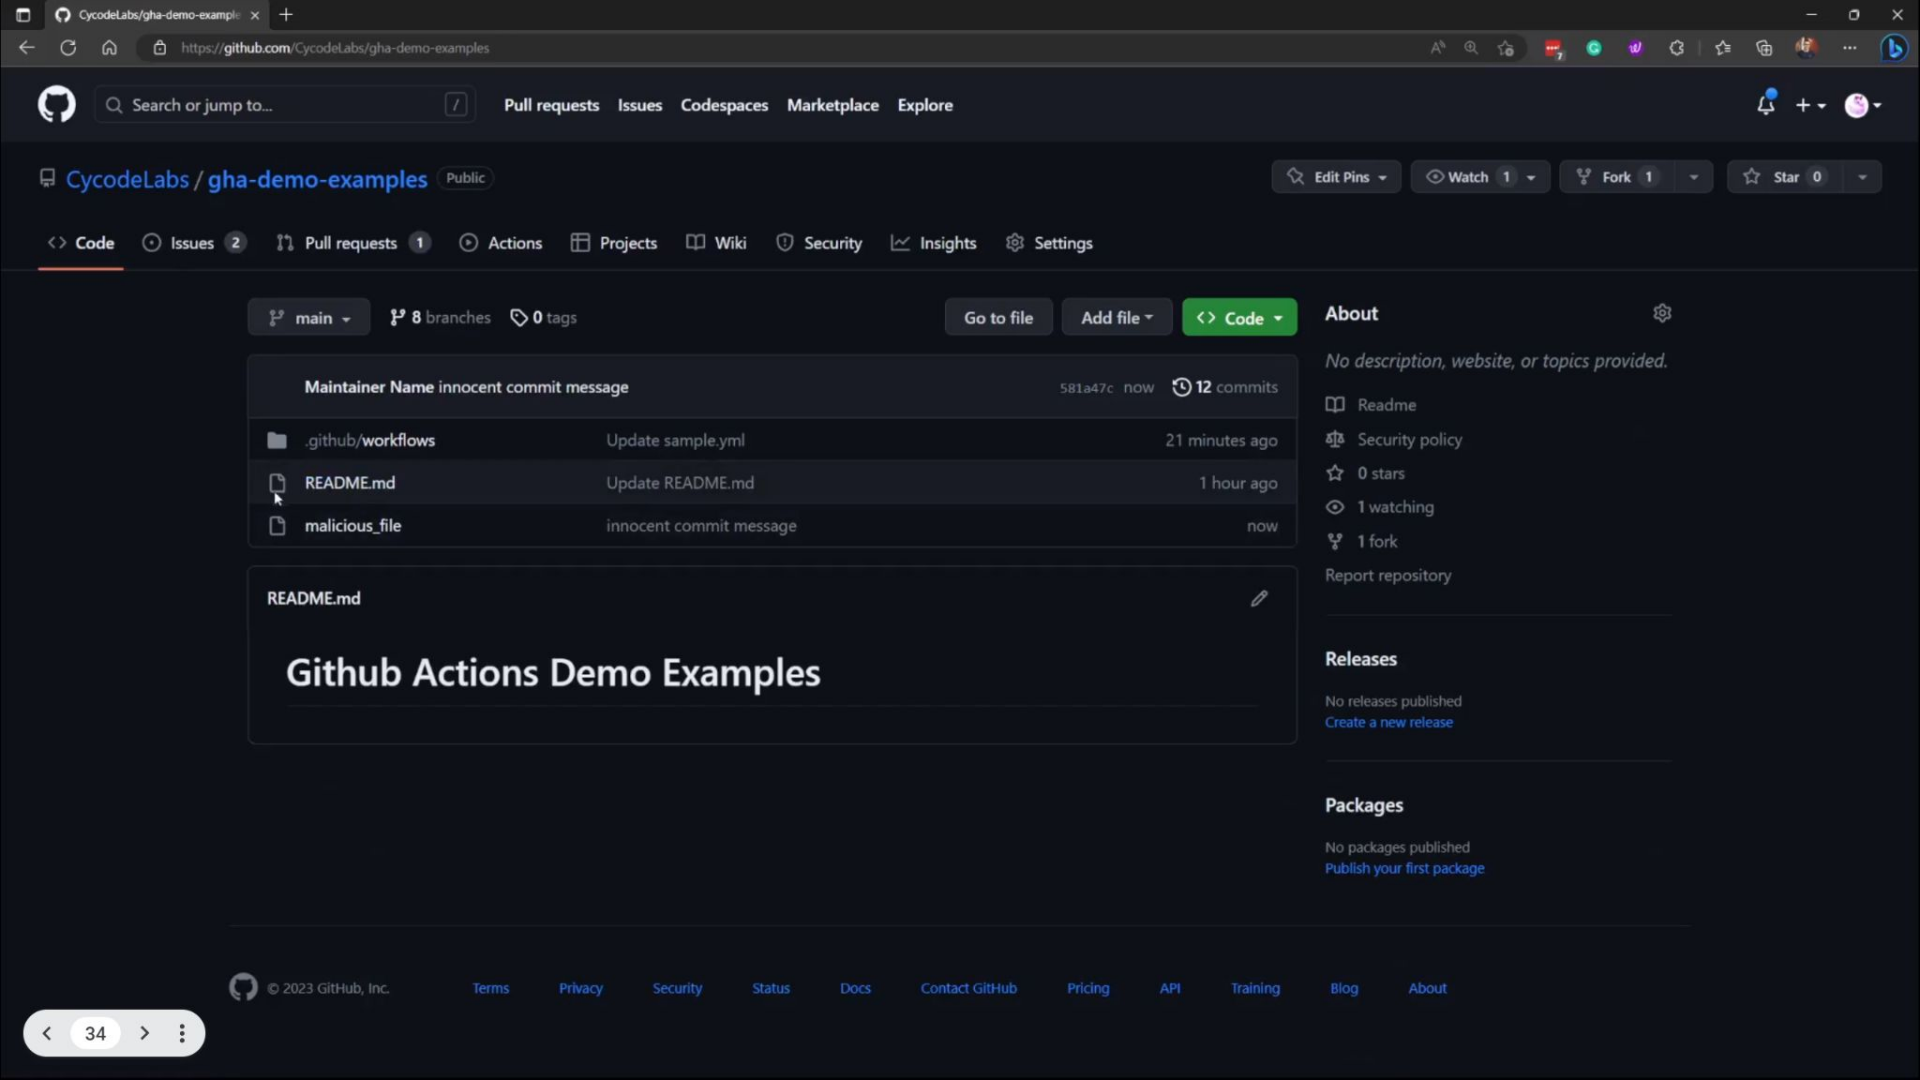 CycodeLabs/gha-demo-example
https://github.com/CycodeLabs/gha-demo-examples
7
Search or jump to...
/
Pull requests
Issues
Codespaces
Marketplace
Explore
CycodeLabs / gha-demo-examples
Public
Edit Pins
Watch 1
Fork 1
Star 0
Code
Issues 2
Pull requests 1
Actions
Projects
Wiki
Security
Insights
Settings
main
8 branches
0 tags
Go to file
Add file
Code
Maintainer Name innocent commit message
581a47c now
12 commits
.github/workflows
Update sample.yml
21 minutes ago
README.md
Update README.md
1 hour ago
malicious_file
innocent commit message
now
README.md
Github Actions Demo Examples
About
No description, website, or topics provided.
Readme
Security policy
0 stars
1 watching
1 fork
Report repository
Releases
No releases published
Create a new release
Packages
No packages published
Publish your first package
© 2023 GitHub, Inc.
Terms
Privacy
Security
Status
Docs
Contact GitHub
Pricing
API
Training
Blog
About
34